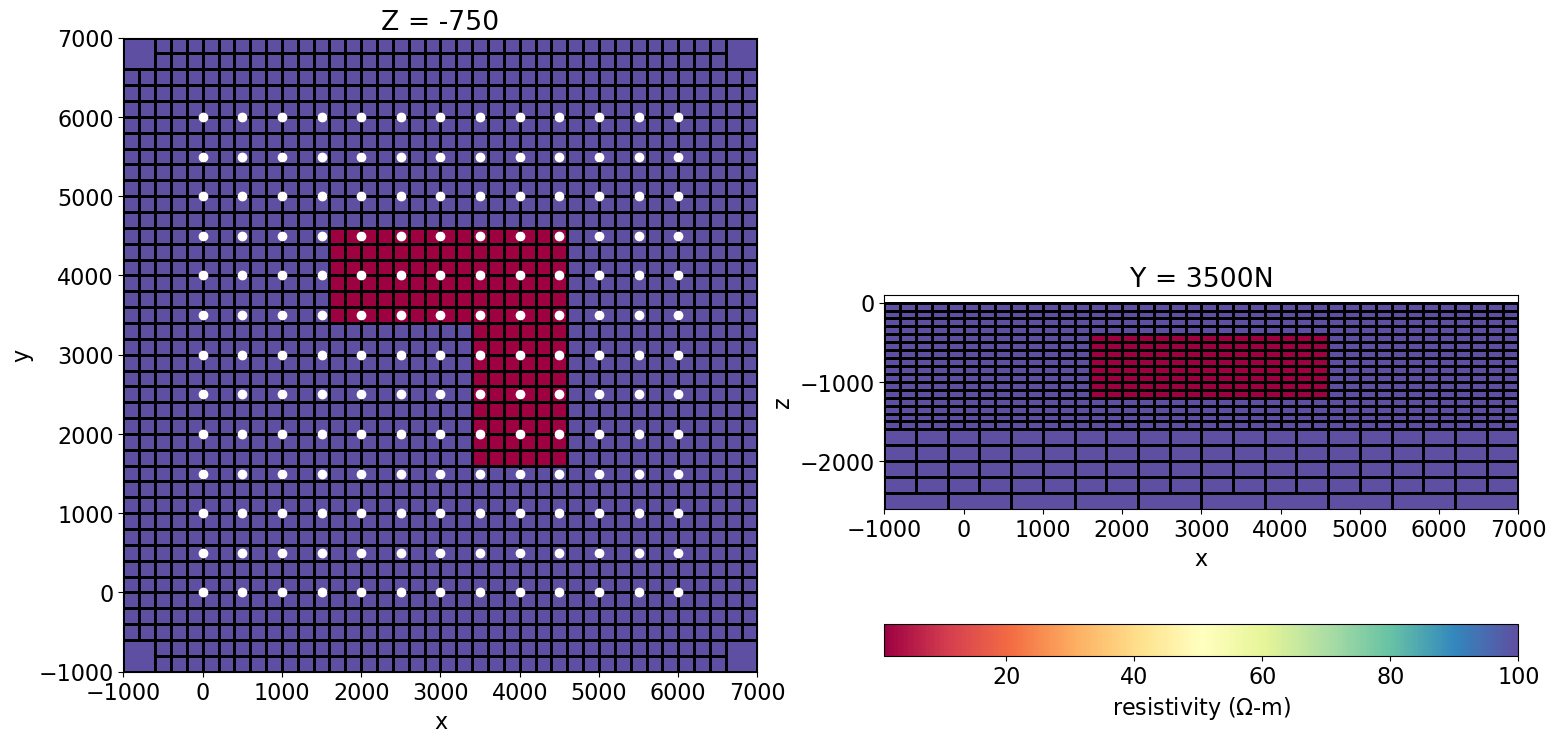 Z = -750
7000
6000
5000
4000
3000
2000
1000
0
−1000
y
−1000 0 1000 2000 3000 4000 5000 6000 7000
x
Y = 3500N
0
−1000
−2000
z
−1000 0 1000 2000 3000 4000 5000 6000 7000
x
20 40 60 80 100
resistivity (Ω-m)